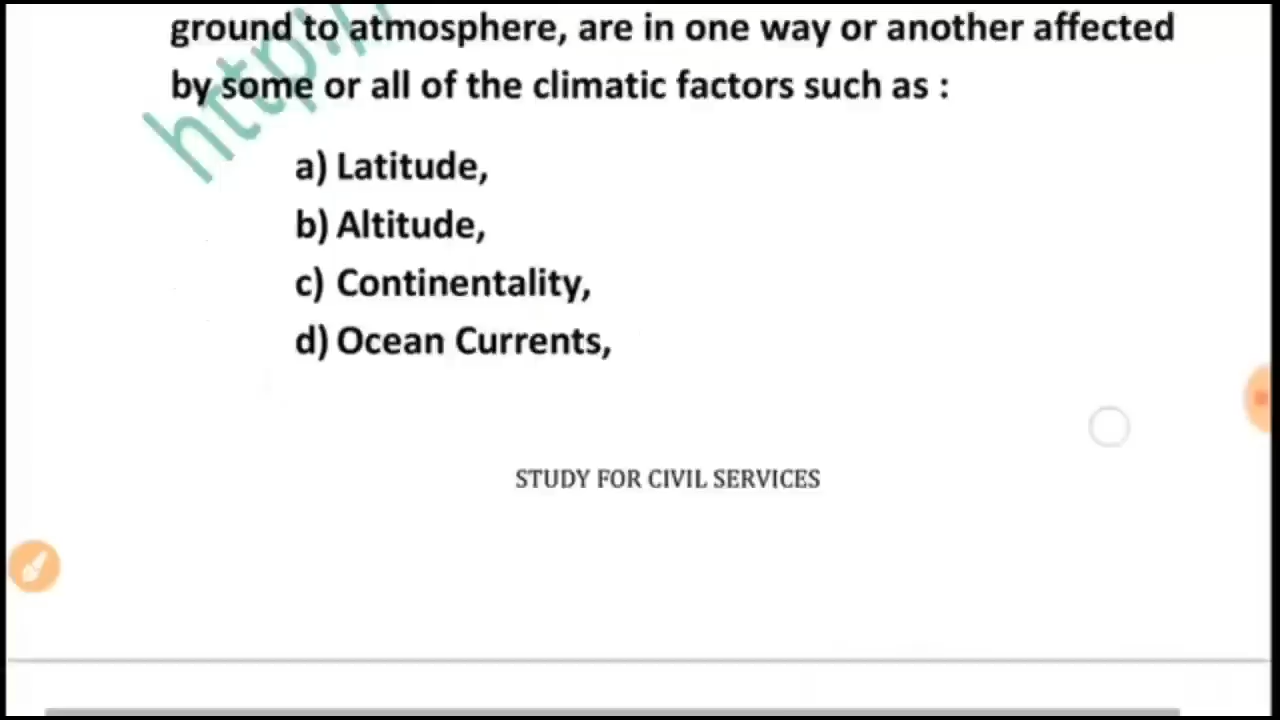 ground to atmosphere, are in one way or another affected
by some or all of the climatic factors such as :
a) Latitude,
b) Altitude,
c) Continentality,
d) Ocean Currents,
STUDY FOR CIVIL SERVICES
http:/